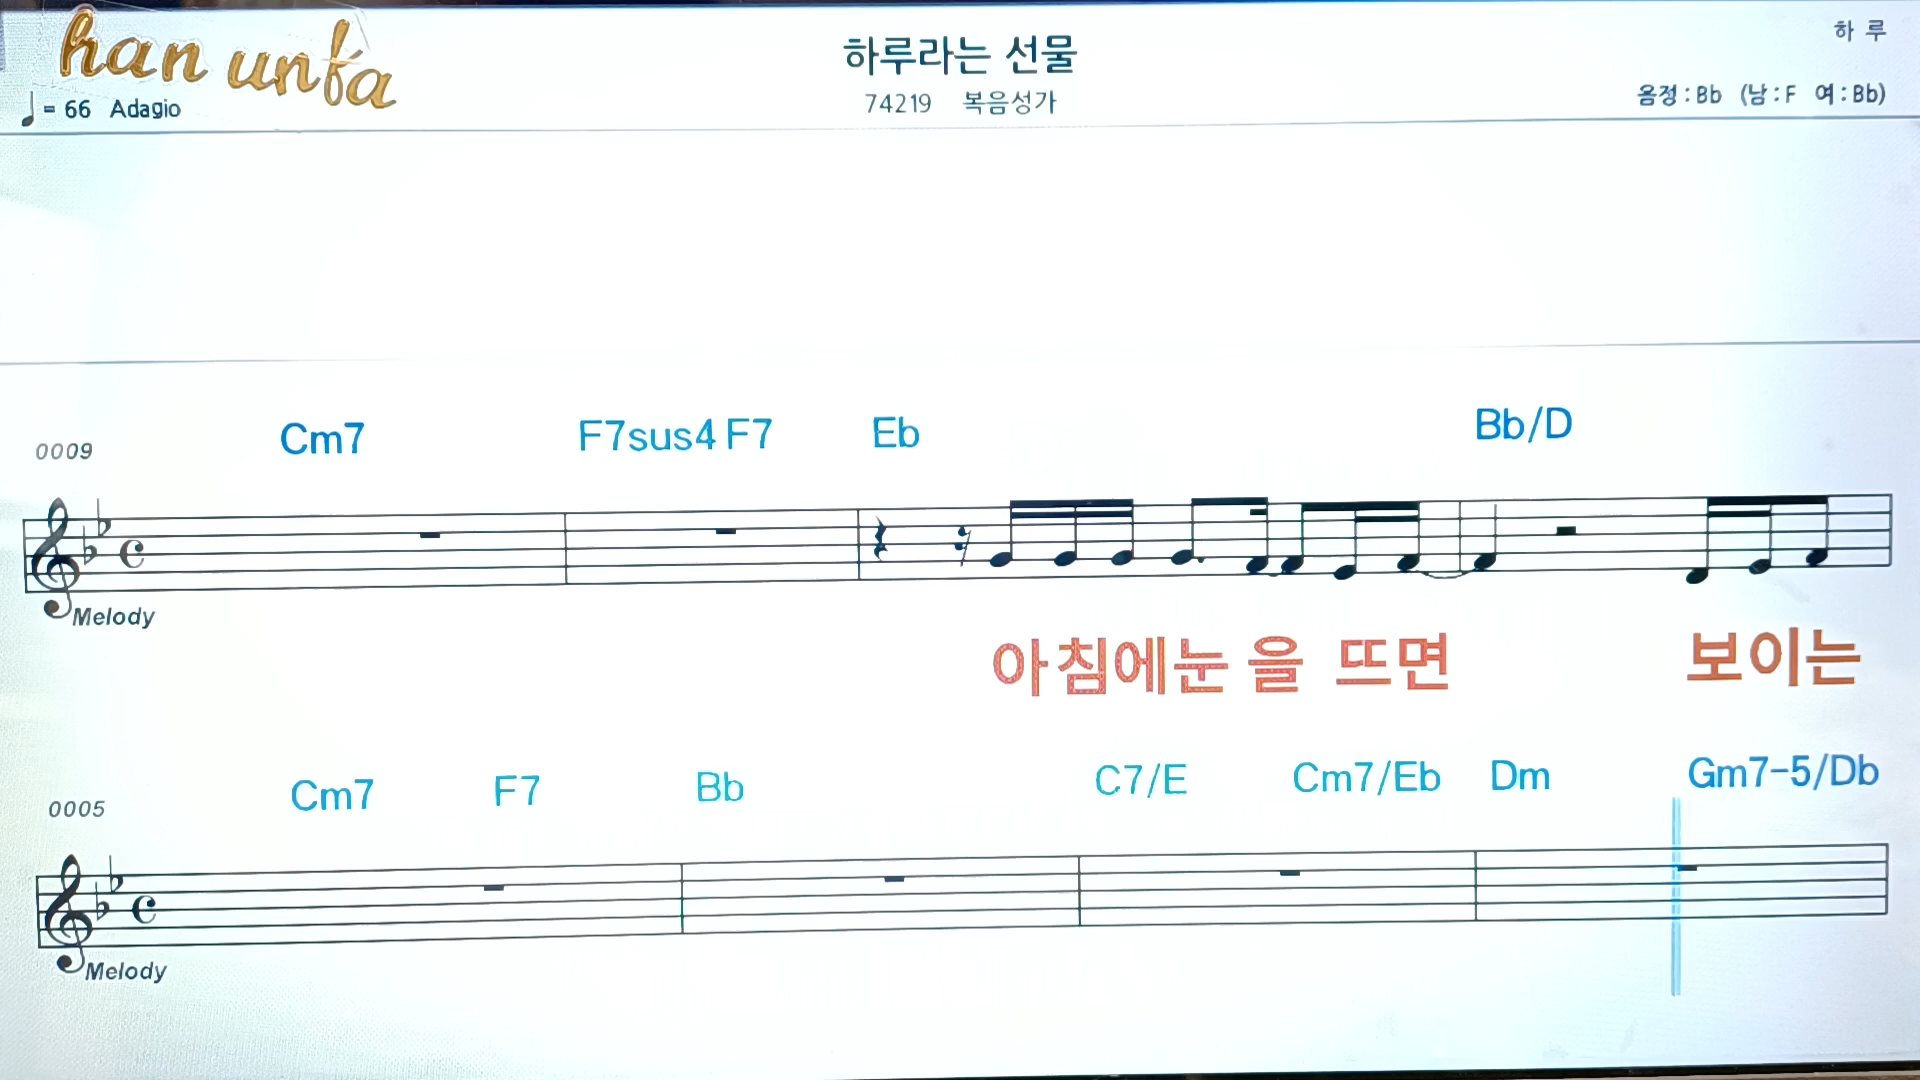 han unfa
하루라는 선물
하 루
♩= 66 Adagio
74219 복음성가
음정:Bb (남:F 여:Bb)
0009 Cm7 F7sus4 F7 Eb Bb/D
Melody
아침에눈을 뜨면 보이는
0005 Cm7 F7 Bb C7/E Cm7/Eb Dm Gm7-5/Db
Melody